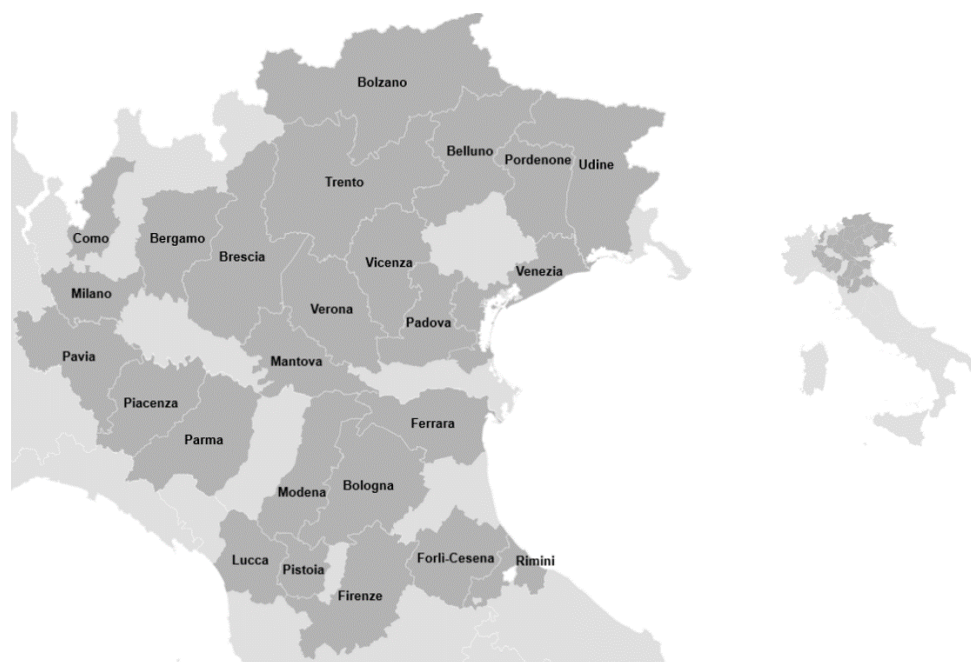 Bolzano
Belluno
Pordenone
Udine
Trento
Como
Bergamo
Brescia
Vicenza
Venezia
Milano
Verona
Padova
Pavia
Mantova
Piacenza
Parma
Ferrara
Modena
Bologna
Lucca
Pistoia
Forli-Cesena
Rimini
Firenze